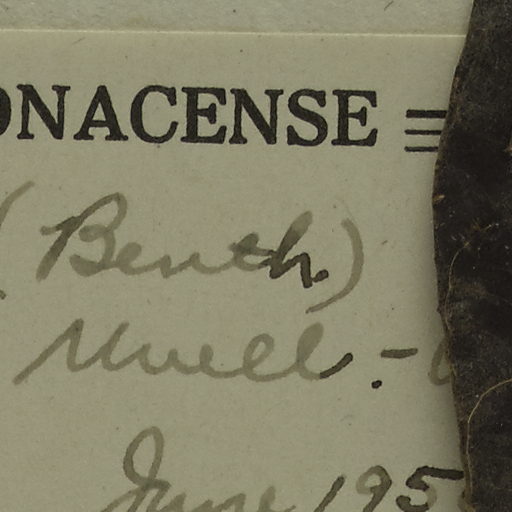 ONACENSE
(Benth.)
Muell.-
June 195